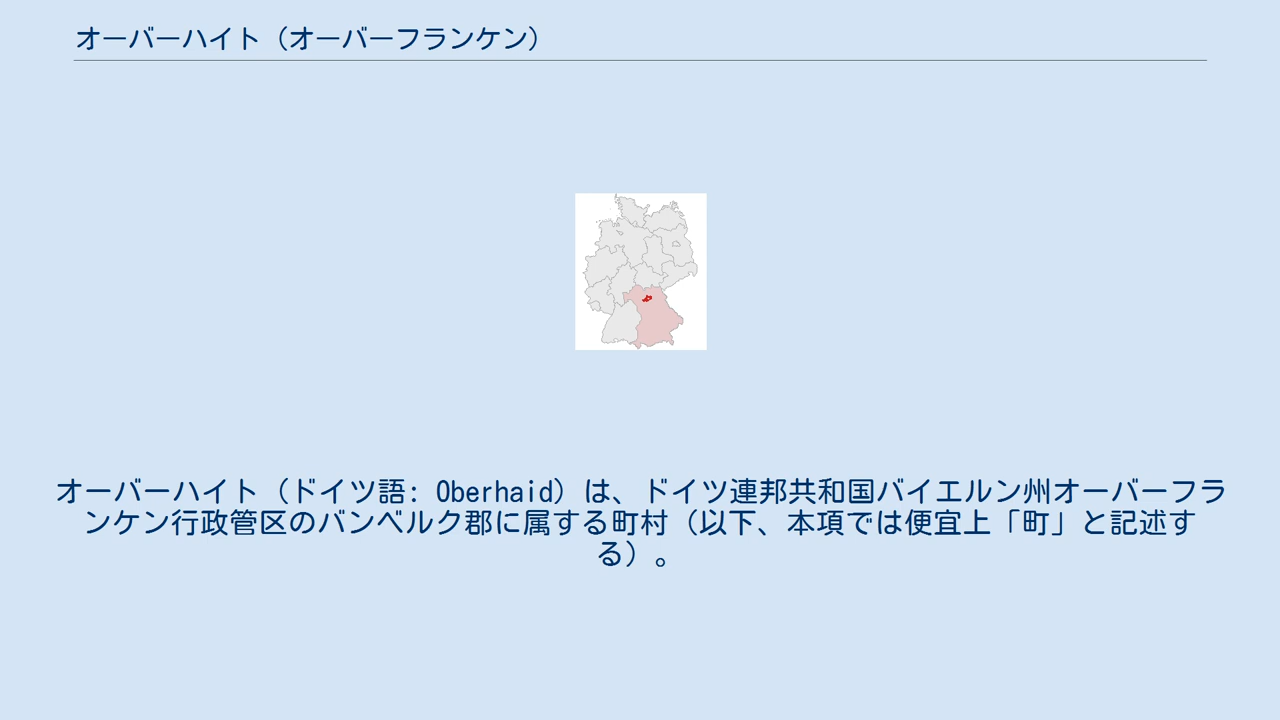 オーバーハイト（オーバーフランケン）
オーバーハイト（ドイツ語: Oberhaid）は、ドイツ連邦共和国バイエルン州オーバーフラ
ンケン行政管区のバンベルク郡に属する町村（以下、本項では便宜上「町」と記述す
る）。